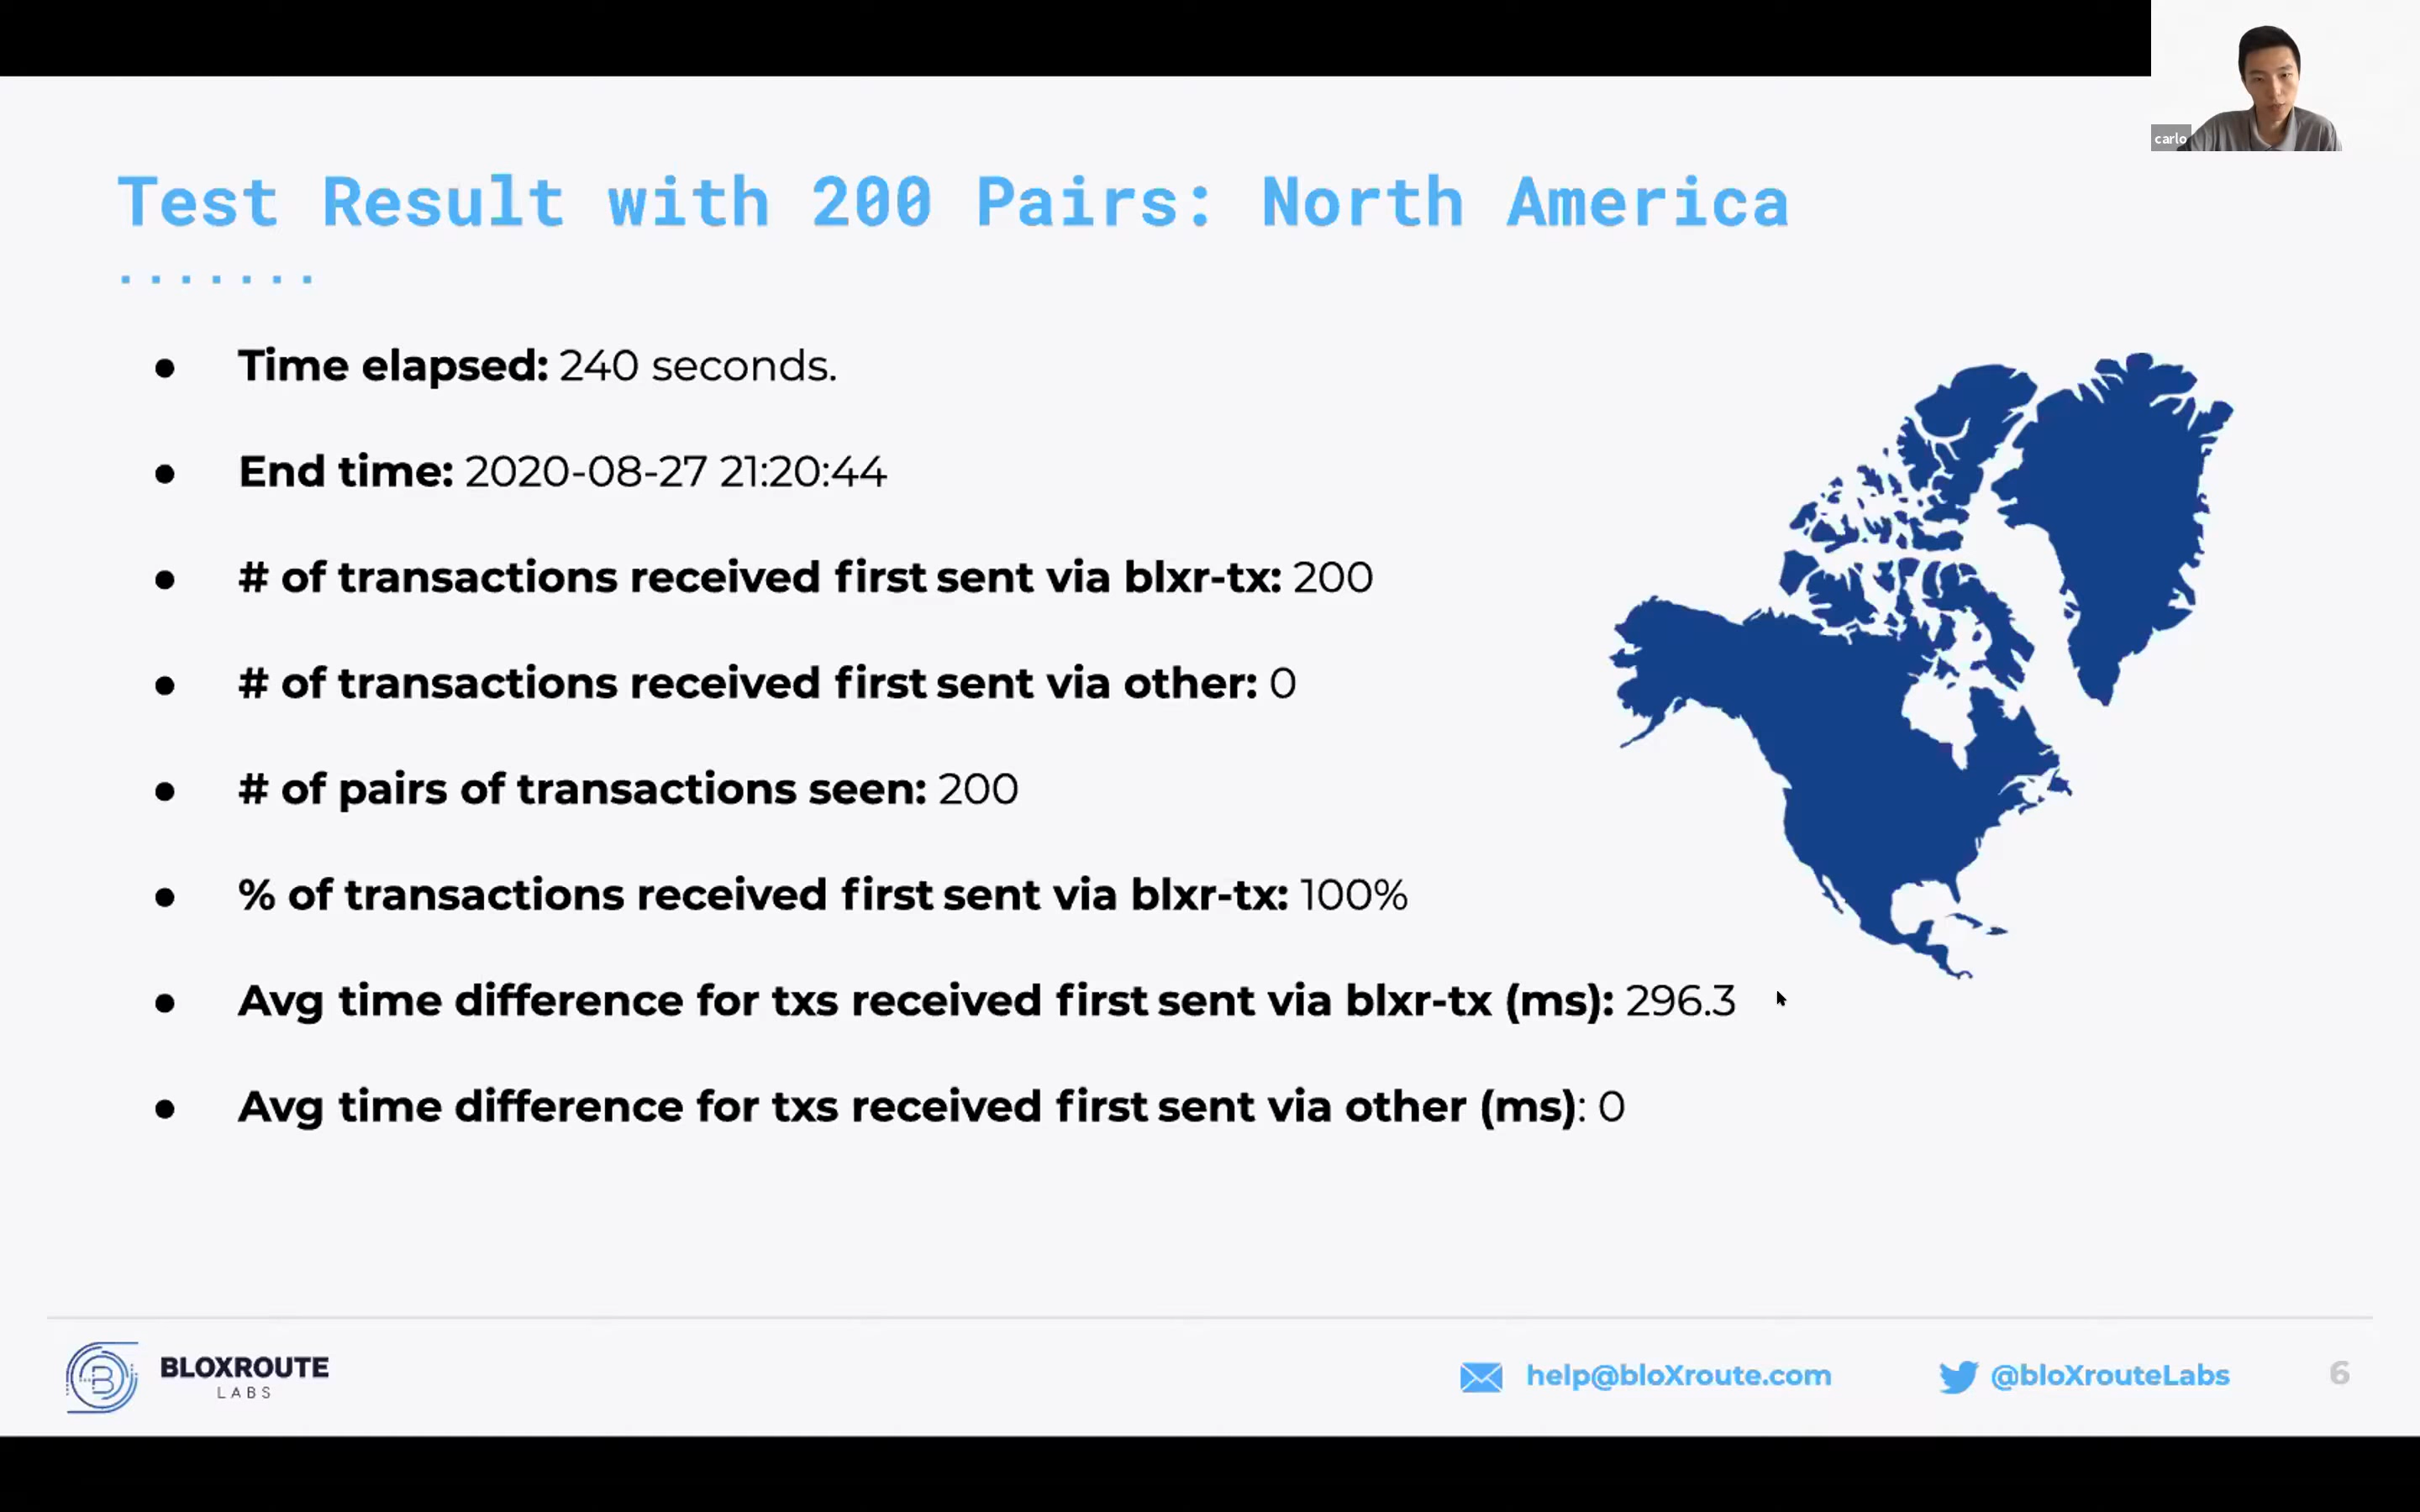 carlo
Test Result with 200 Pairs: North America
Time elapsed: 240 seconds.
End time: 2020-08-27 21:20:44
# of transactions received first sent via blxr-tx: 200
# of transactions received first sent via other: 0
# of pairs of transactions seen: 200
% of transactions received first sent via blxr-tx: 100%
Avg time difference for txs received first sent via blxr-tx (ms): 296.3
Avg time difference for txs received first sent via other (ms): 0
BLOXROUTE
LABS
help@bloXroute.com
@bloXrouteLabs
6